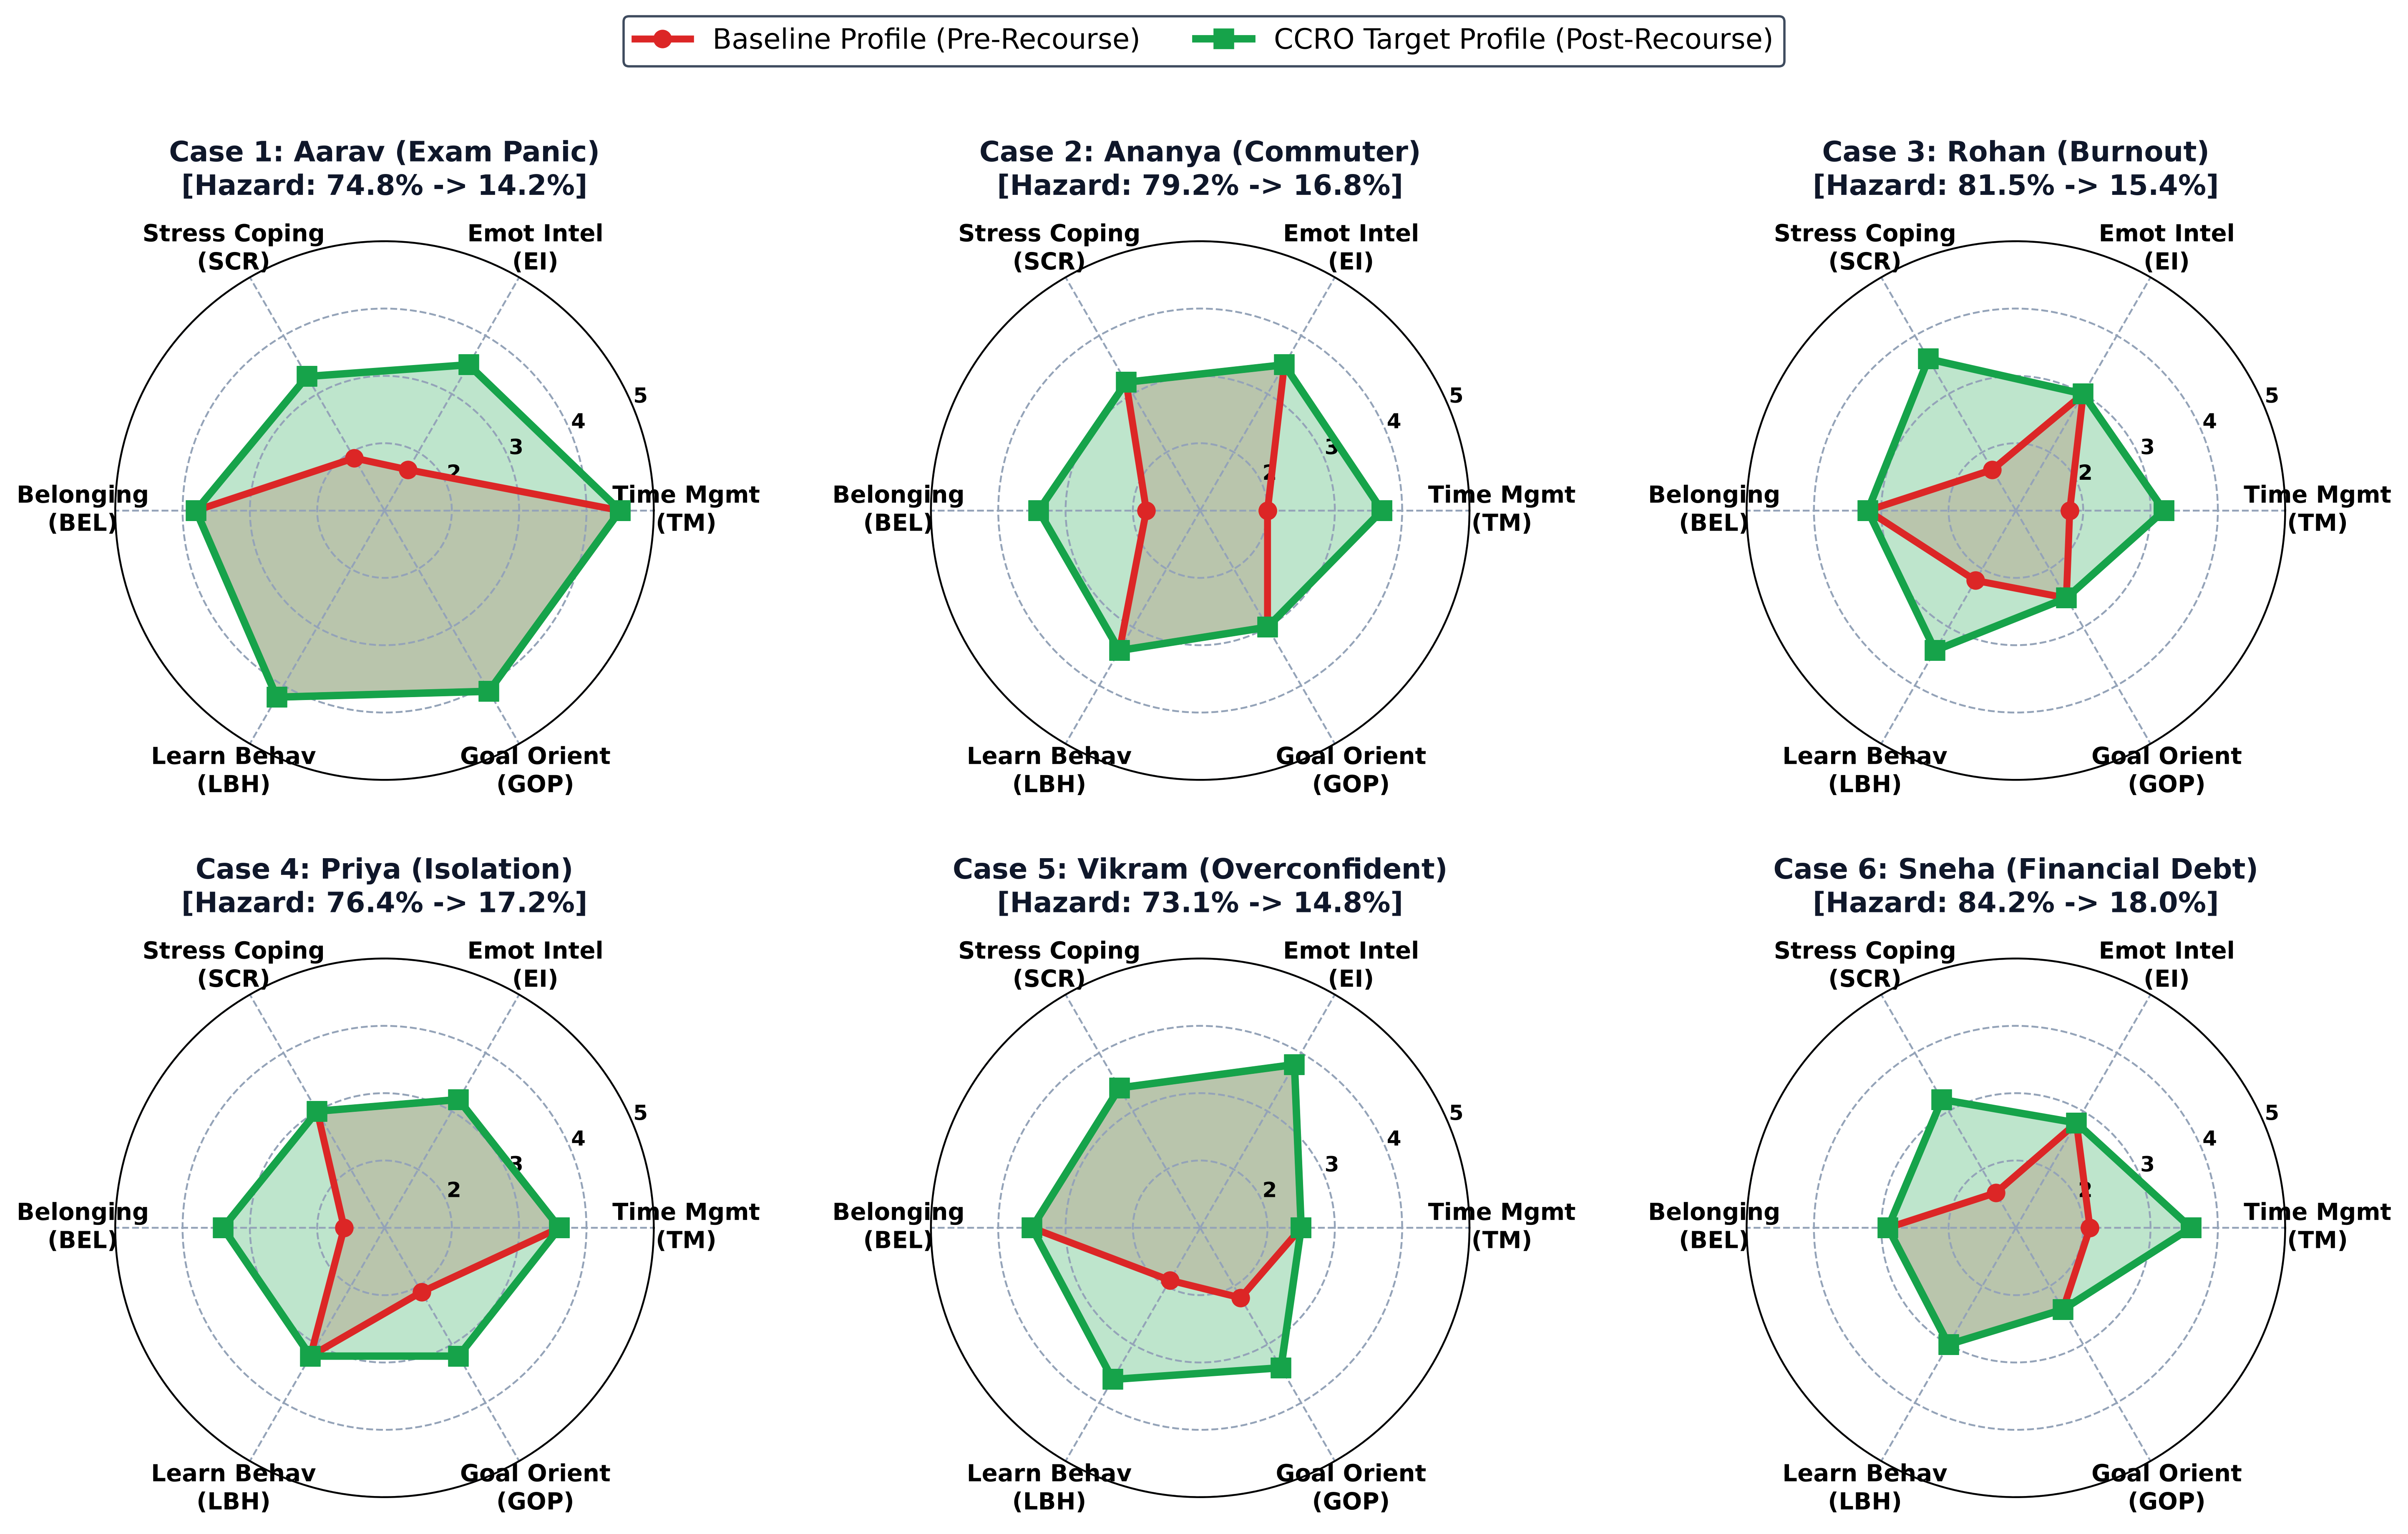 Baseline Profile (Pre-Recourse) CCRO Target Profile (Post-Recourse)
Case 1: Aarav (Exam Panic)
[Hazard: 74.8% -> 14.2%]
Stress Coping
(SCR)
Emot Intel
(EI)
5
4
3
2
Belonging
(BEL)
Time Mgmt
(TM)
Learn Behav
(LBH)
Goal Orient
(GOP)
Case 2: Ananya (Commuter)
[Hazard: 79.2% -> 16.8%]
Stress Coping
(SCR)
Emot Intel
(EI)
5
4
3
2
Belonging
(BEL)
Time Mgmt
(TM)
Learn Behav
(LBH)
Goal Orient
(GOP)
Case 3: Rohan (Burnout)
[Hazard: 81.5% -> 15.4%]
Stress Coping
(SCR)
Emot Intel
(EI)
5
4
3
2
Belonging
(BEL)
Time Mgmt
(TM)
Learn Behav
(LBH)
Goal Orient
(GOP)
Case 4: Priya (Isolation)
[Hazard: 76.4% -> 17.2%]
Stress Coping
(SCR)
Emot Intel
(EI)
5
4
3
2
Belonging
(BEL)
Time Mgmt
(TM)
Learn Behav
(LBH)
Goal Orient
(GOP)
Case 5: Vikram (Overconfident)
[Hazard: 73.1% -> 14.8%]
Stress Coping
(SCR)
Emot Intel
(EI)
5
4
3
2
Belonging
(BEL)
Time Mgmt
(TM)
Learn Behav
(LBH)
Goal Orient
(GOP)
Case 6: Sneha (Financial Debt)
[Hazard: 84.2% -> 18.0%]
Stress Coping
(SCR)
Emot Intel
(EI)
5
4
3
2
Belonging
(BEL)
Time Mgmt
(TM)
Learn Behav
(LBH)
Goal Orient
(GOP)